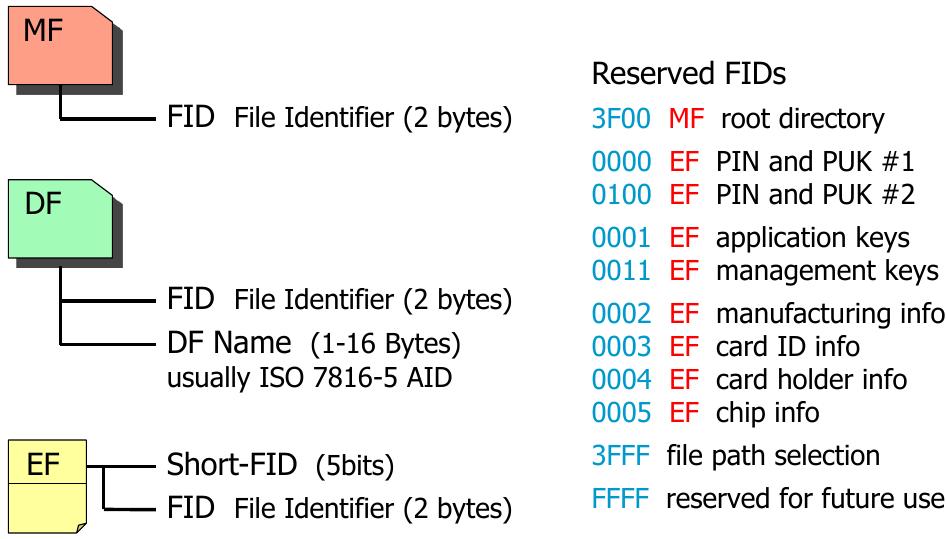 MF
FID File Identifier (2 bytes)
DF
FID File Identifier (2 bytes)
DF Name (1-16 Bytes)
usually ISO 7816-5 AID
EF
Short-FID (5bits)
FID File Identifier (2 bytes)
Reserved FIDs
3F00 MF root directory
0000 EF PIN and PUK #1
0100 EF PIN and PUK #2
0001 EF application keys
0011 EF management keys
0002 EF manufacturing info
0003 EF card ID info
0004 EF card holder info
0005 EF chip info
3FFF file path selection
FFFF reserved for future use